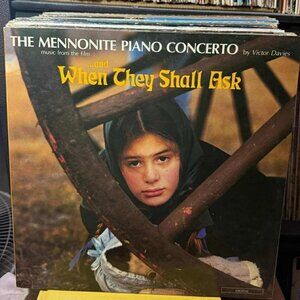 THE MENNONITE PIANO CONCERTO by Victor Davies
music from the film
...and
When They Shall Ask